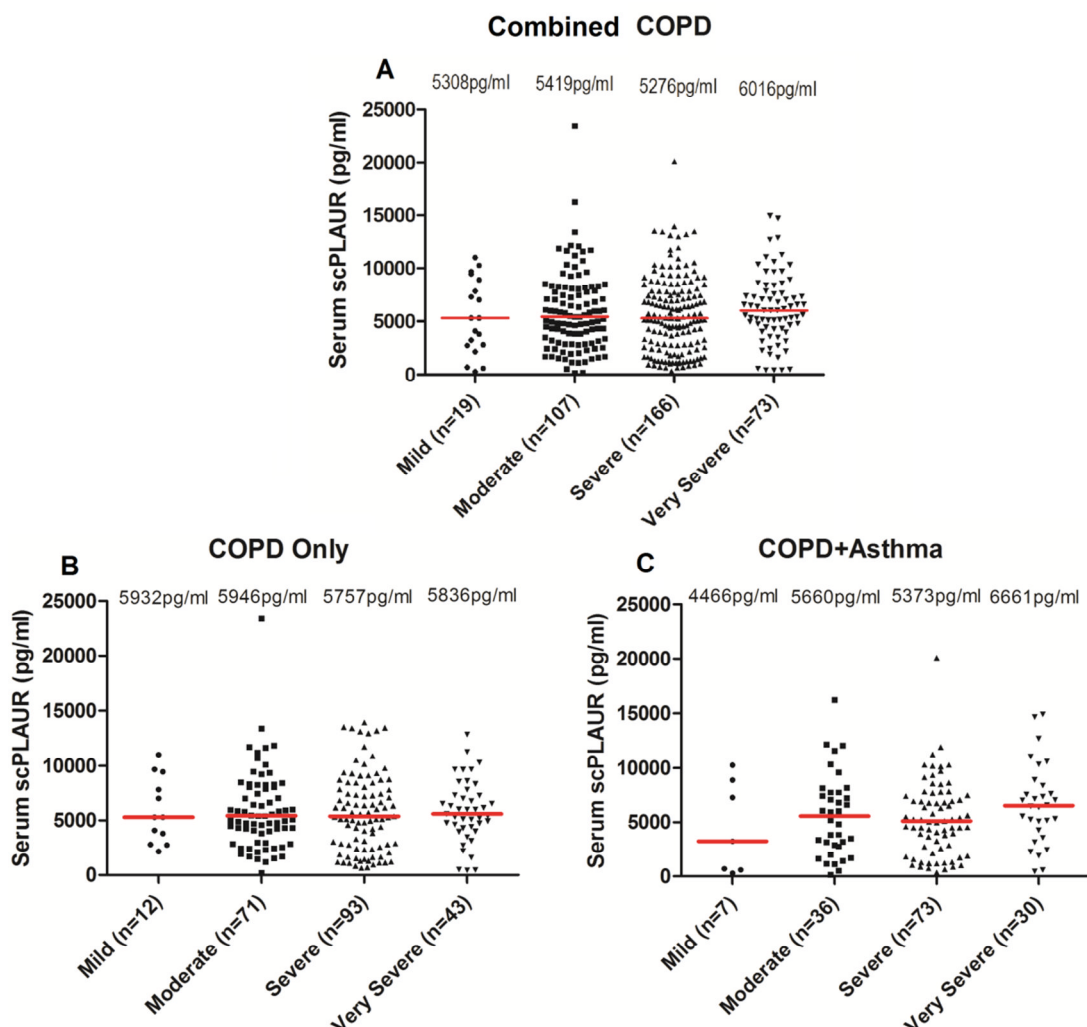 Combined COPD
A
5308pg/ml 5419pg/ml 5276pg/ml 6016pg/ml
Serum scPLAUR (pg/ml)
25000
20000
15000
10000
5000
0
Mild (n=19)
Moderate (n=107)
Severe (n=166)
Very Severe (n=73)
COPD Only
B
5932pg/ml 5946pg/ml 5757pg/ml 5836pg/ml
Serum scPLAUR (pg/ml)
25000
20000
15000
10000
5000
0
Mild (n=12)
Moderate (n=71)
Severe (n=93)
Very Severe (n=43)
COPD+Asthma
C
4466pg/ml 5660pg/ml 5373pg/ml 6661pg/ml
Serum scPLAUR (pg/ml)
25000
20000
15000
10000
5000
0
Mild (n=7)
Moderate (n=36)
Severe (n=73)
Very Severe (n=30)